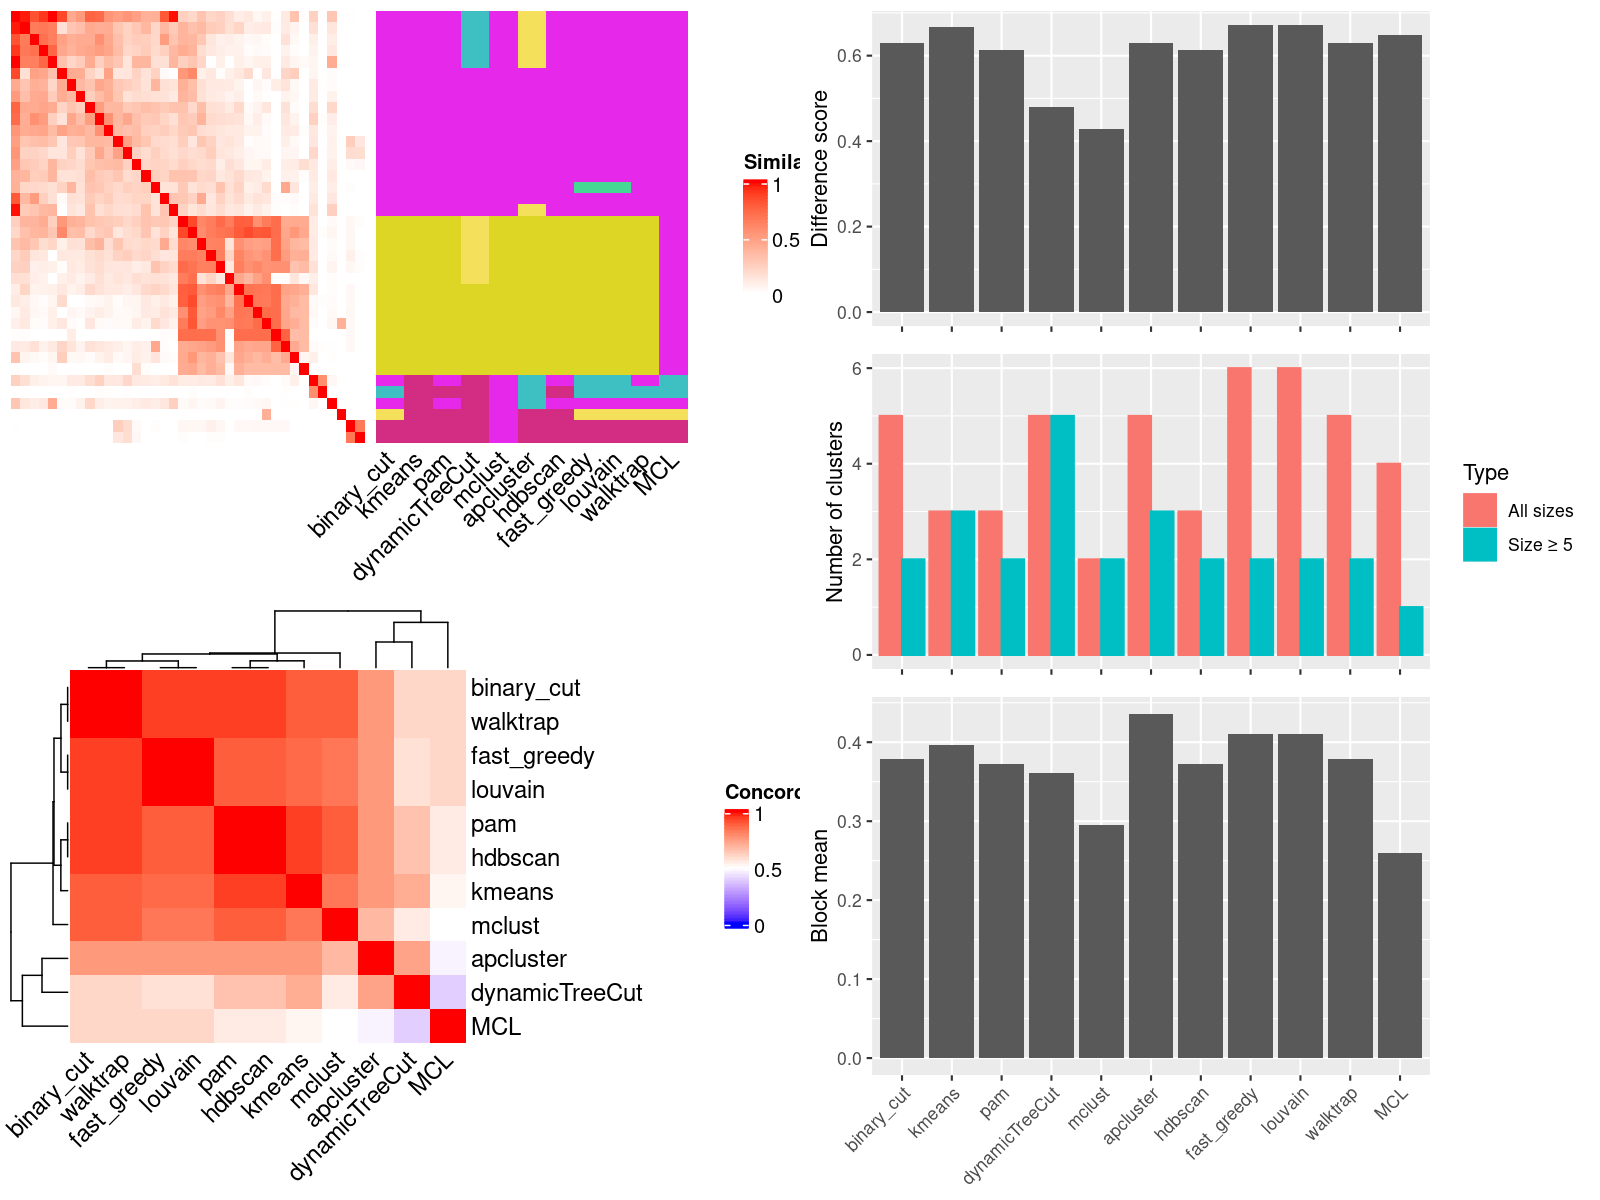 Simila
1
0.5
0
binary_cut
kmeans
pam
dynamicTreeCut
mclust
apcluster
hdbscan
fast_greedy
louvain
walktrap
MCL
binary_cut
walktrap
fast_greedy
louvain
pam
hdbscan
kmeans
mclust
apcluster
dynamicTreeCut
MCL
binary_cut
walktrap
fast_greedy
louvain
pam
hdbscan
kmeans
mclust
apcluster
dynamicTreeCut
MCL
Concord
1
0.5
0
Difference score
0.6
0.4
0.2
0.0
Number of clusters
6
4
2
0
Type
All sizes
Size ≥ 5
Block mean
0.4
0.3
0.2
0.1
0.0
binary_cut
kmeans
pam
dynamicTreeCut
mclust
apcluster
hdbscan
fast_greedy
louvain
walktrap
MCL